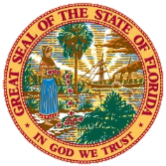 GREAT SEAL OF THE STATE OF FLORIDA
IN GOD WE TRUST